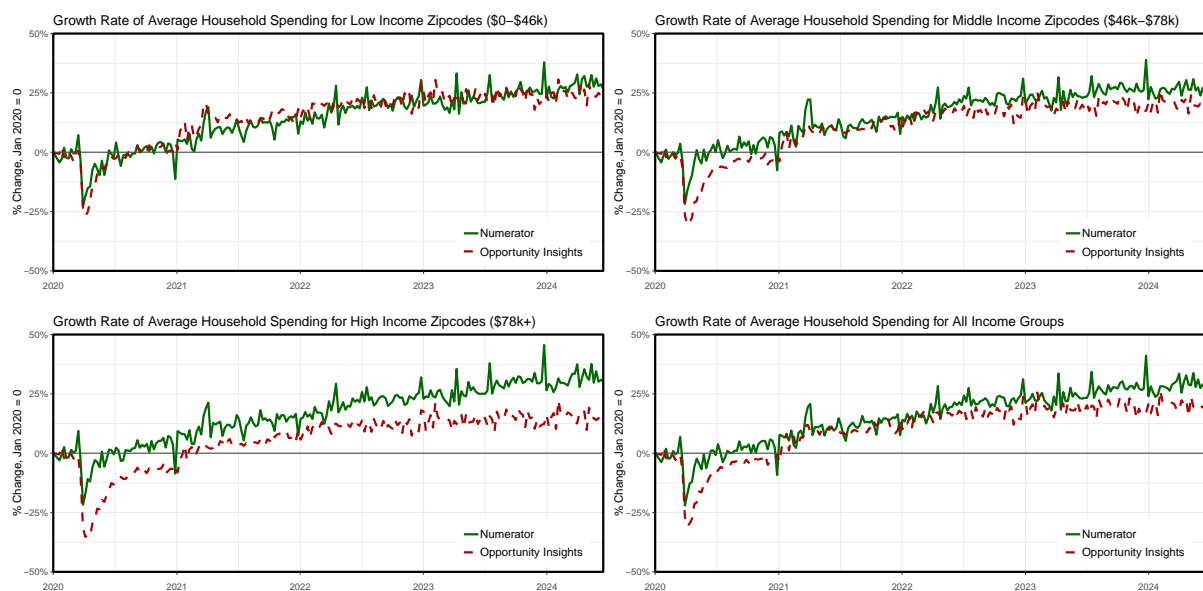 Growth Rate of Average Household Spending for Low Income Zipcodes ($0–$46k)
% Change, Jan 2020 = 0
50%
25%
0%
−25%
−50%
Numerator
Opportunity Insights
2020 2021 2022 2023 2024
Growth Rate of Average Household Spending for Middle Income Zipcodes ($46k–$78k)
% Change, Jan 2020 = 0
50%
25%
0%
−25%
−50%
Numerator
Opportunity Insights
2020 2021 2022 2023 2024
Growth Rate of Average Household Spending for High Income Zipcodes ($78k+)
% Change, Jan 2020 = 0
50%
25%
0%
−25%
−50%
Numerator
Opportunity Insights
2020 2021 2022 2023 2024
Growth Rate of Average Household Spending for All Income Groups
% Change, Jan 2020 = 0
50%
25%
0%
−25%
−50%
Numerator
Opportunity Insights
2020 2021 2022 2023 2024